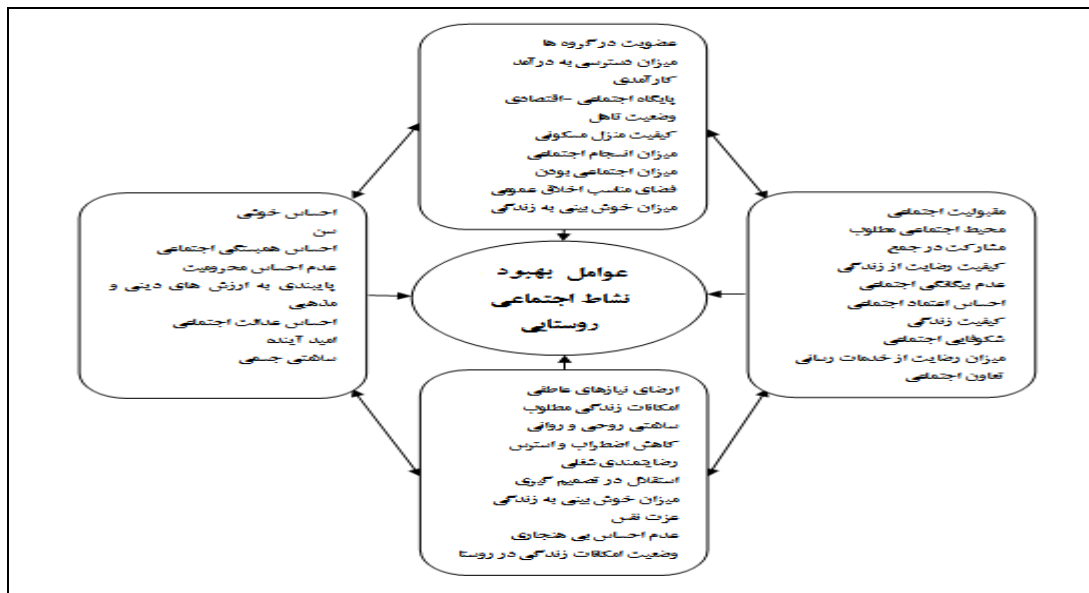 عضویت در گروه ها
میزان دسترسی به درآمد
کارآمدی
پایگاه اجتماعی -اقتصادی
وضعیت تاهل
کیفیت منزل مسکونی
میزان انسجام اجتماعی
میزان اجتماعی بودن
فضای مناسب اخلاق عمومی
میزان خوش بینی به زندگی
مقبولیت اجتماعی
محیط اجتماعی مطلوب
مشارکت در جمع
کیفیت رضایت از زندگی
عدم بیگانگی اجتماعی
احساس اعتماد اجتماعی
کیفیت زندگی
شکوفایی اجتماعی
میزان رضایت از خدمات رسانی
تعاون اجتماعی
عوامل بهبود
نشاط اجتماعی
روستایی
احساس خوشی
سن
احساس همبستگی اجتماعی
عدم احساس محرومیت
پایبندی به ارزش های دینی و
مذهبی
احساس عدالت اجتماعی
امید آینده
سلامتی جسمی
ارضای نیازهای عاطفی
امکانات زندگی مطلوب
سلامتی روحی و روانی
کاهش اضطراب و استرس
رضایتمندی شغلی
استقلال در تصمیم گیری
میزان خوش بینی به زندگی
عزت نفس
عدم احساس بی هنجاری
وضعیت امکانات زندگی در روستا